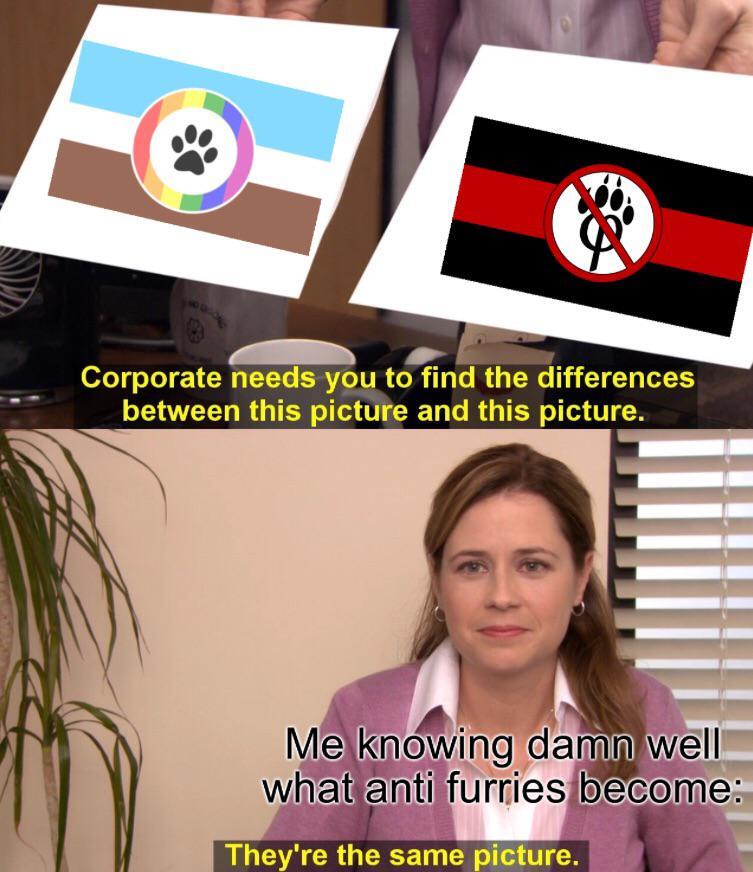 Corporate needs you to find the differences
between this picture and this picture.
Me knowing damn well
what anti furries become:
They're the same picture.